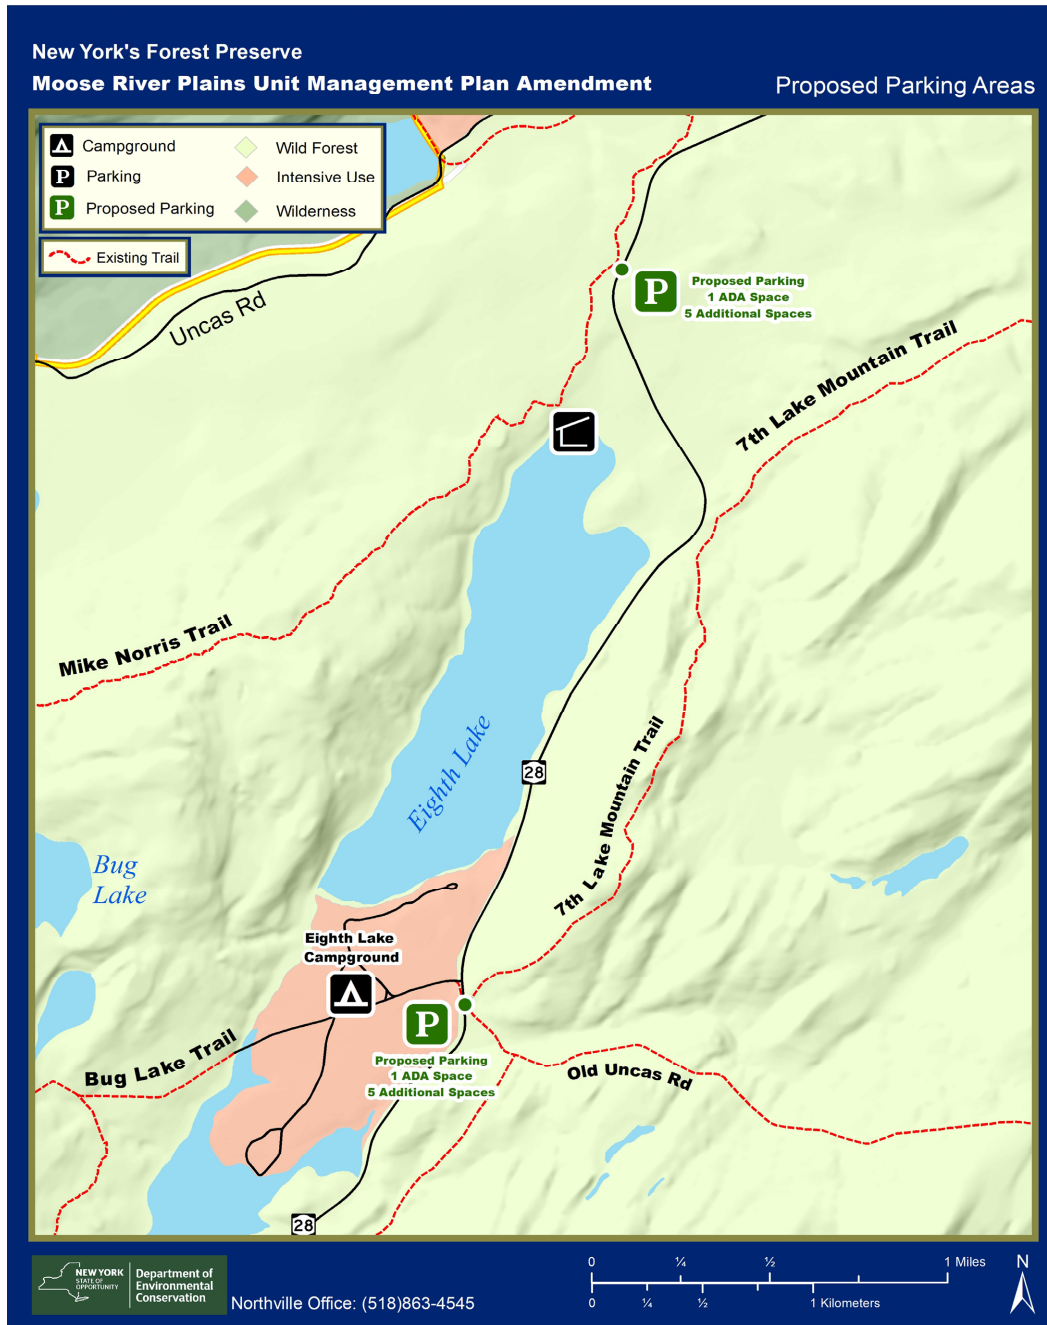 New York's Forest Preserve
Moose River Plains Unit Management Plan Amendment
Proposed Parking Areas
Campground
Wild Forest
P
Parking
Intensive Use
P
Proposed Parking
Wilderness
Existing Trail
Uncas Rd
P
Proposed Parking
1 ADA Space
5 Additional Spaces
7th Lake Mountain Trail
Mike Norris Trail
Eighth Lake
28
7th Lake Mountain Trail
Bug
Lake
Eighth Lake
Campground
P
Bug Lake Trail
Proposed Parking
1 ADA Space
5 Additional Spaces
Old Uncas Rd
28
NEW YORK
STATE OF
OPPORTUNITY
Department of
Environmental
Conservation
Northville Office: (518)863-4545
0 ¼ ½ 1 Miles
0 ¼ ½ 1 Kilometers
N